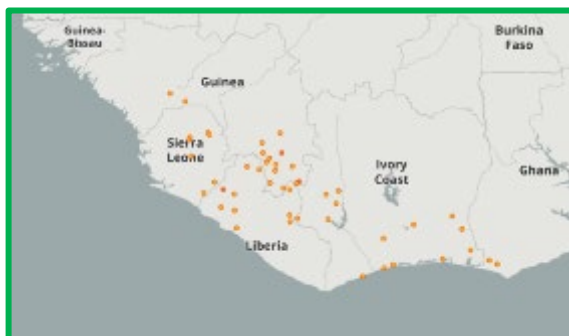 Guinea-
Bissau
Burkina
Faso
Guinea
Sierra
Leone
Ivory
Coast
Ghana
Liberia